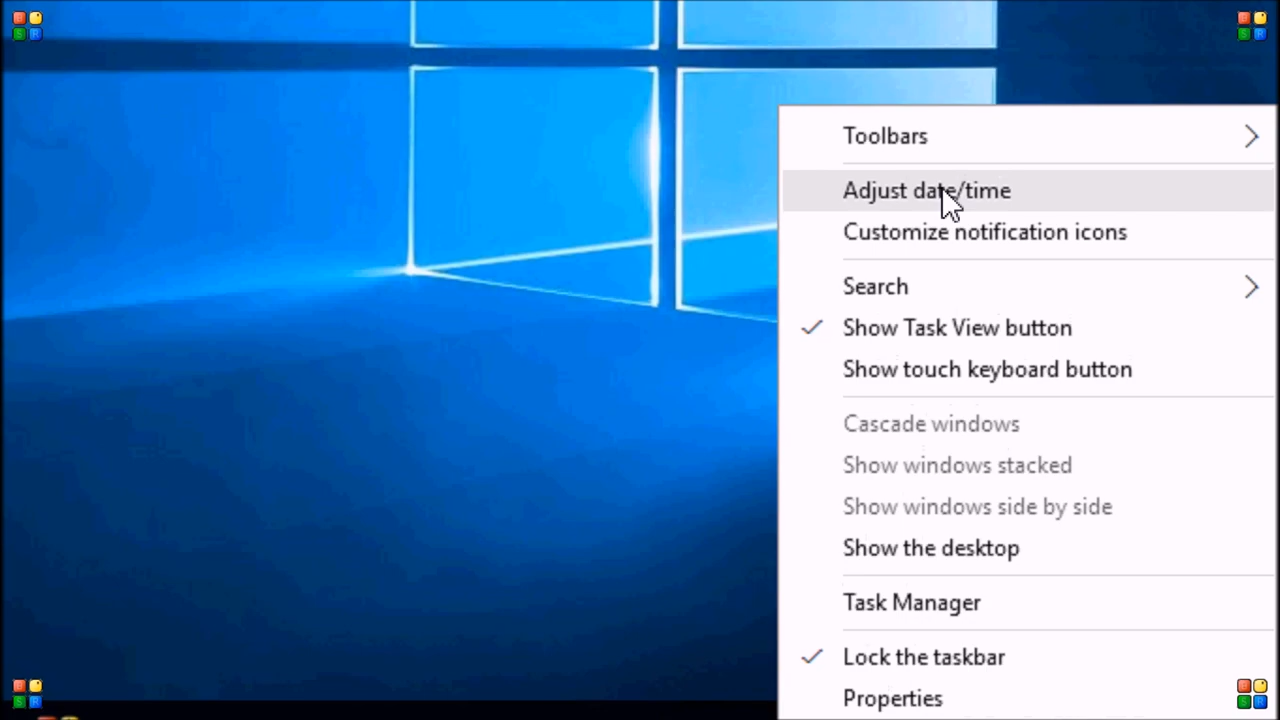 Toolbars
Adjust date/time
Customize notification icons
Search
Show Task View button
Show touch keyboard button
Cascade windows
Show windows stacked
Show windows side by side
Show the desktop
Task Manager
Lock the taskbar
Properties